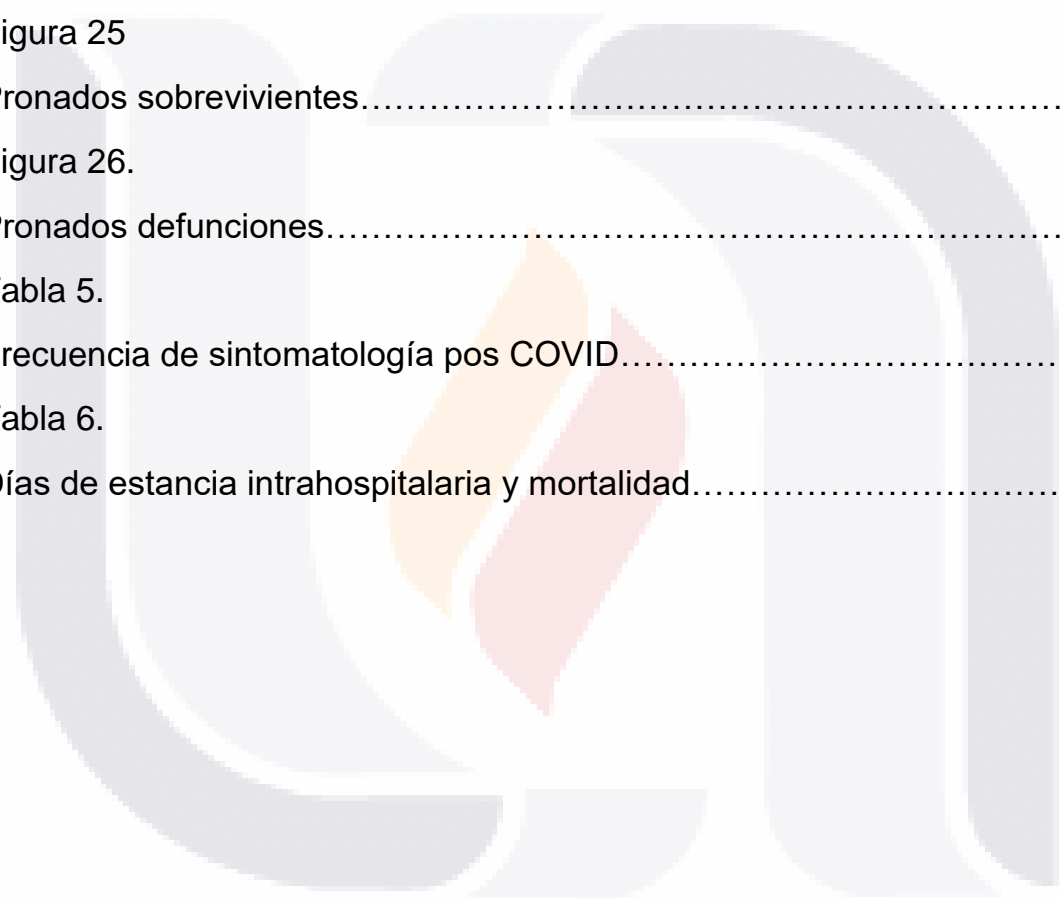 igura 25
ronados sobrevivientes……………………………………………………………
igura 26.
ronados defunciones………………………………………………………………
abla 5.
recuencia de sintomatología pos COVID…………………………………
abla 6.
ías de estancia intrahospitalaria y mortalidad……………………………